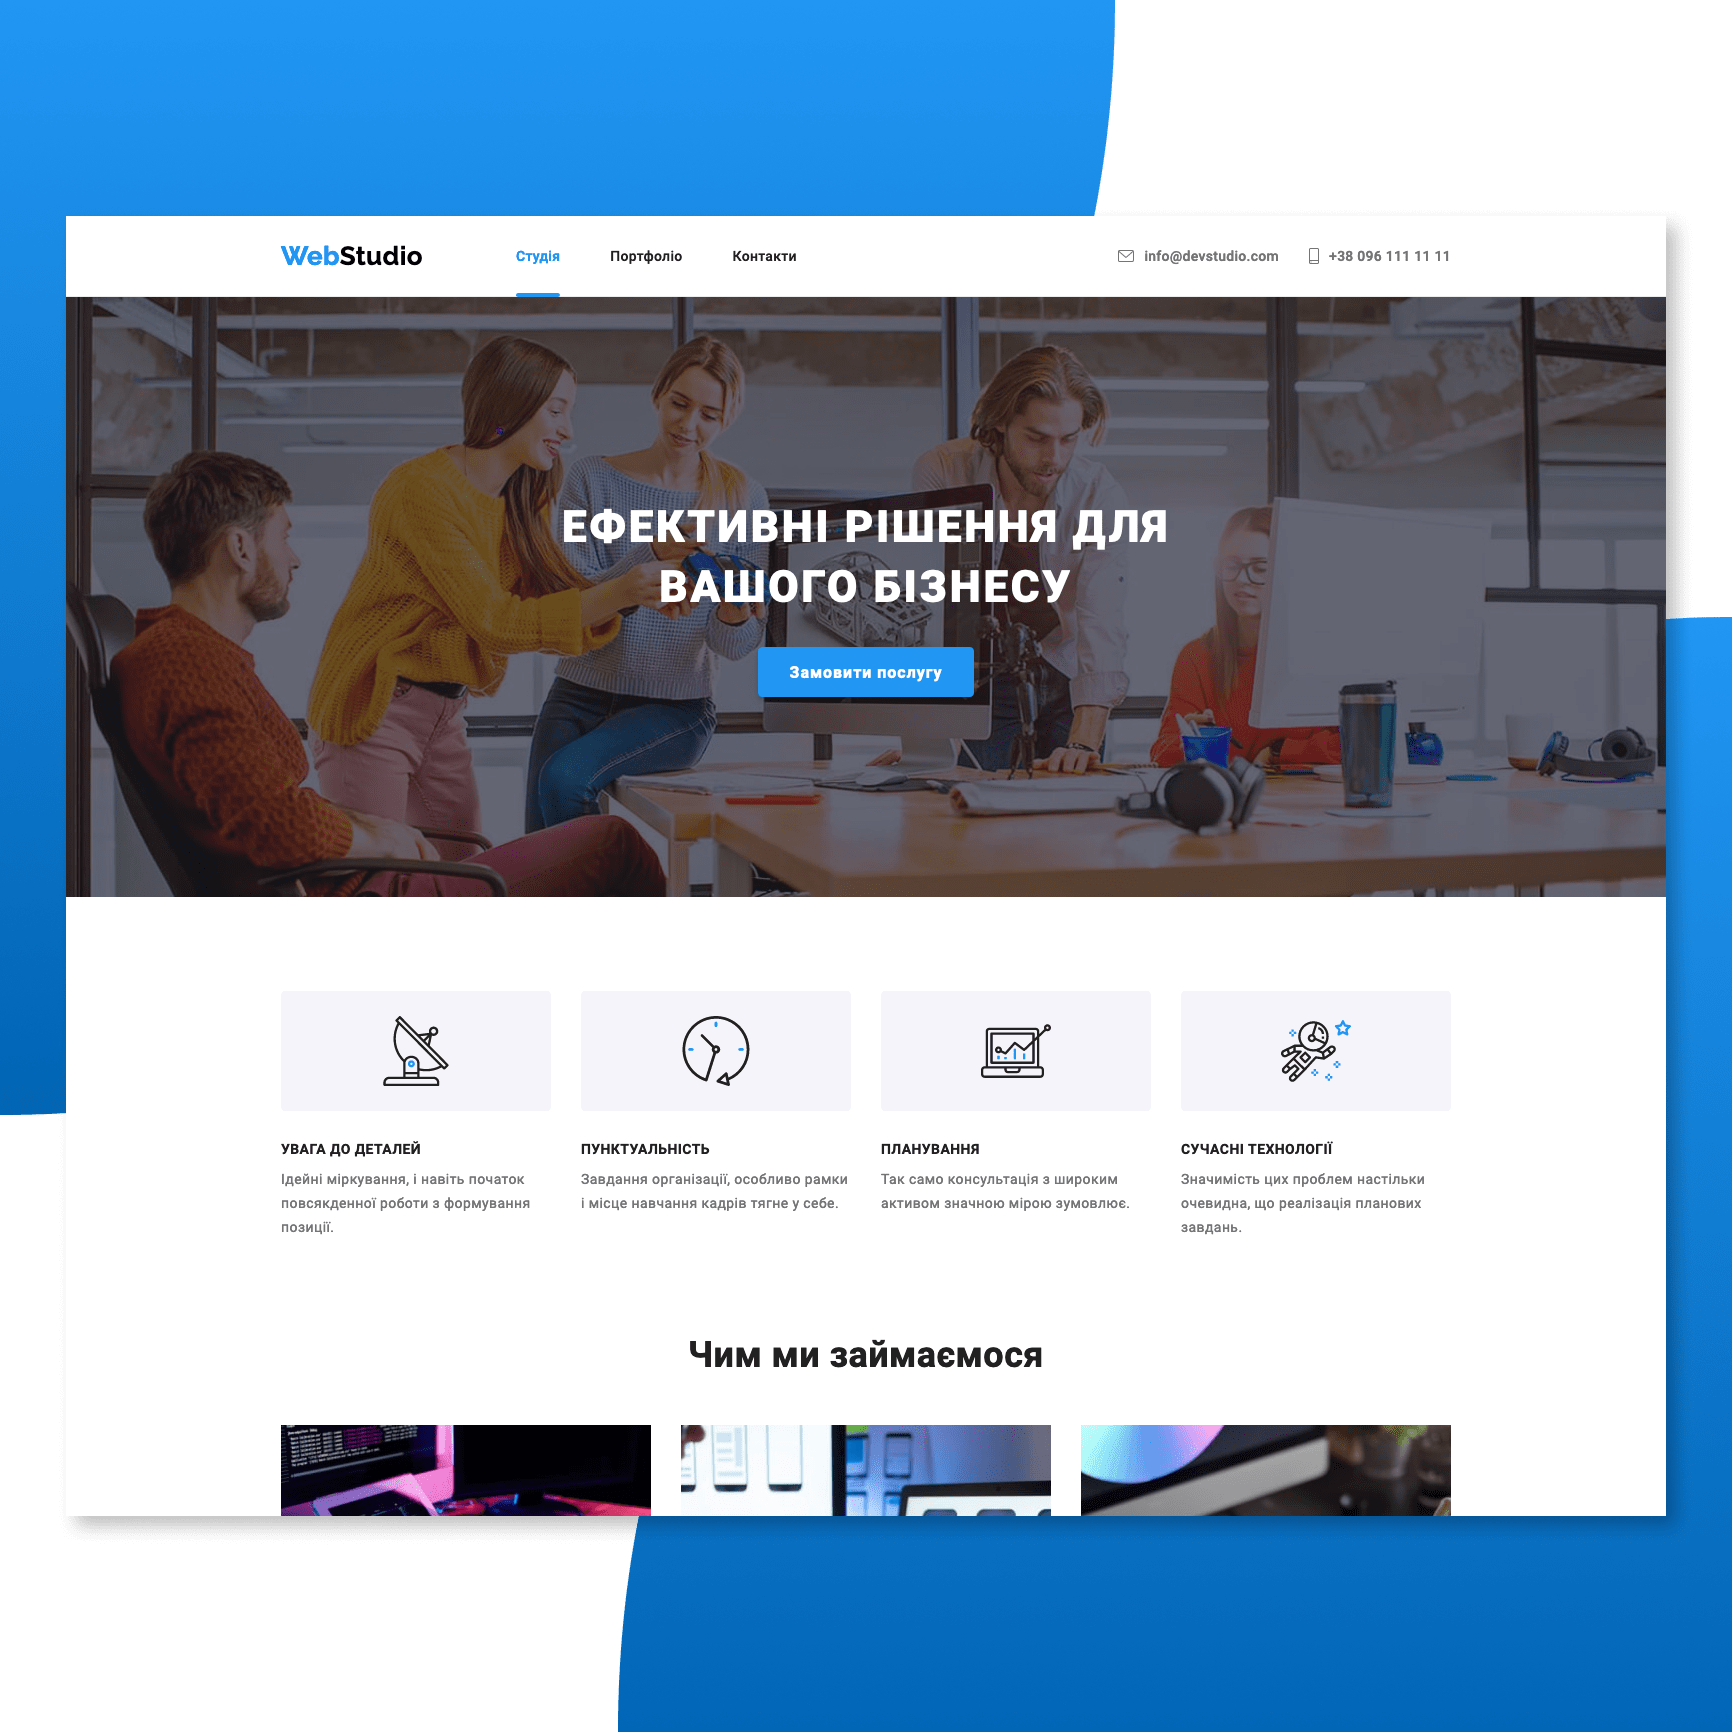 WebStudio
Студія
Портфоліо
Контакти
info@devstudio.com
+38 096 111 11 11
ЕФЕКТИВНІ РІШЕННЯ ДЛЯ
ВАШОГО БІЗНЕСУ
Замовити послугу
УВАГА ДО ДЕТАЛЕЙ
Ідейні міркування, і навіть початок
повсякденної роботи з формування
позиції.
ПУНКТУАЛЬНІСТЬ
Завдання організації, особливо рамки
і місце навчання кадрів тягне у себе.
ПЛАНУВАННЯ
Так само консультація з широким
активом значною мірою зумовлює.
СУЧАСНІ ТЕХНОЛОГІЇ
Значимість цих проблем настільки
очевидна, що реалізація планових
завдань.
Чим ми займаємося